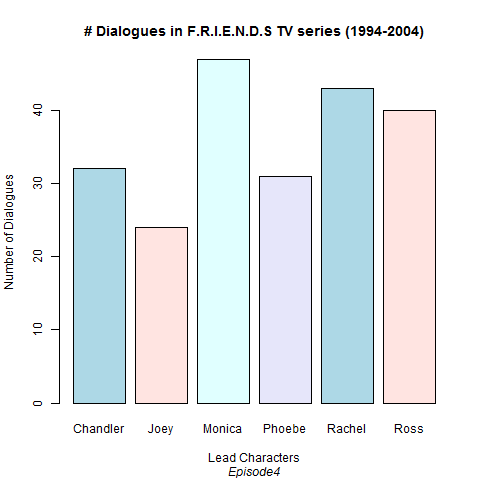 # Dialogues in F.R.I.E.N.D.S TV series (1994-2004)
Number of Dialogues
40
30
20
10
0
Chandler Joey Monica Phoebe Rachel Ross
Lead Characters
Episode4